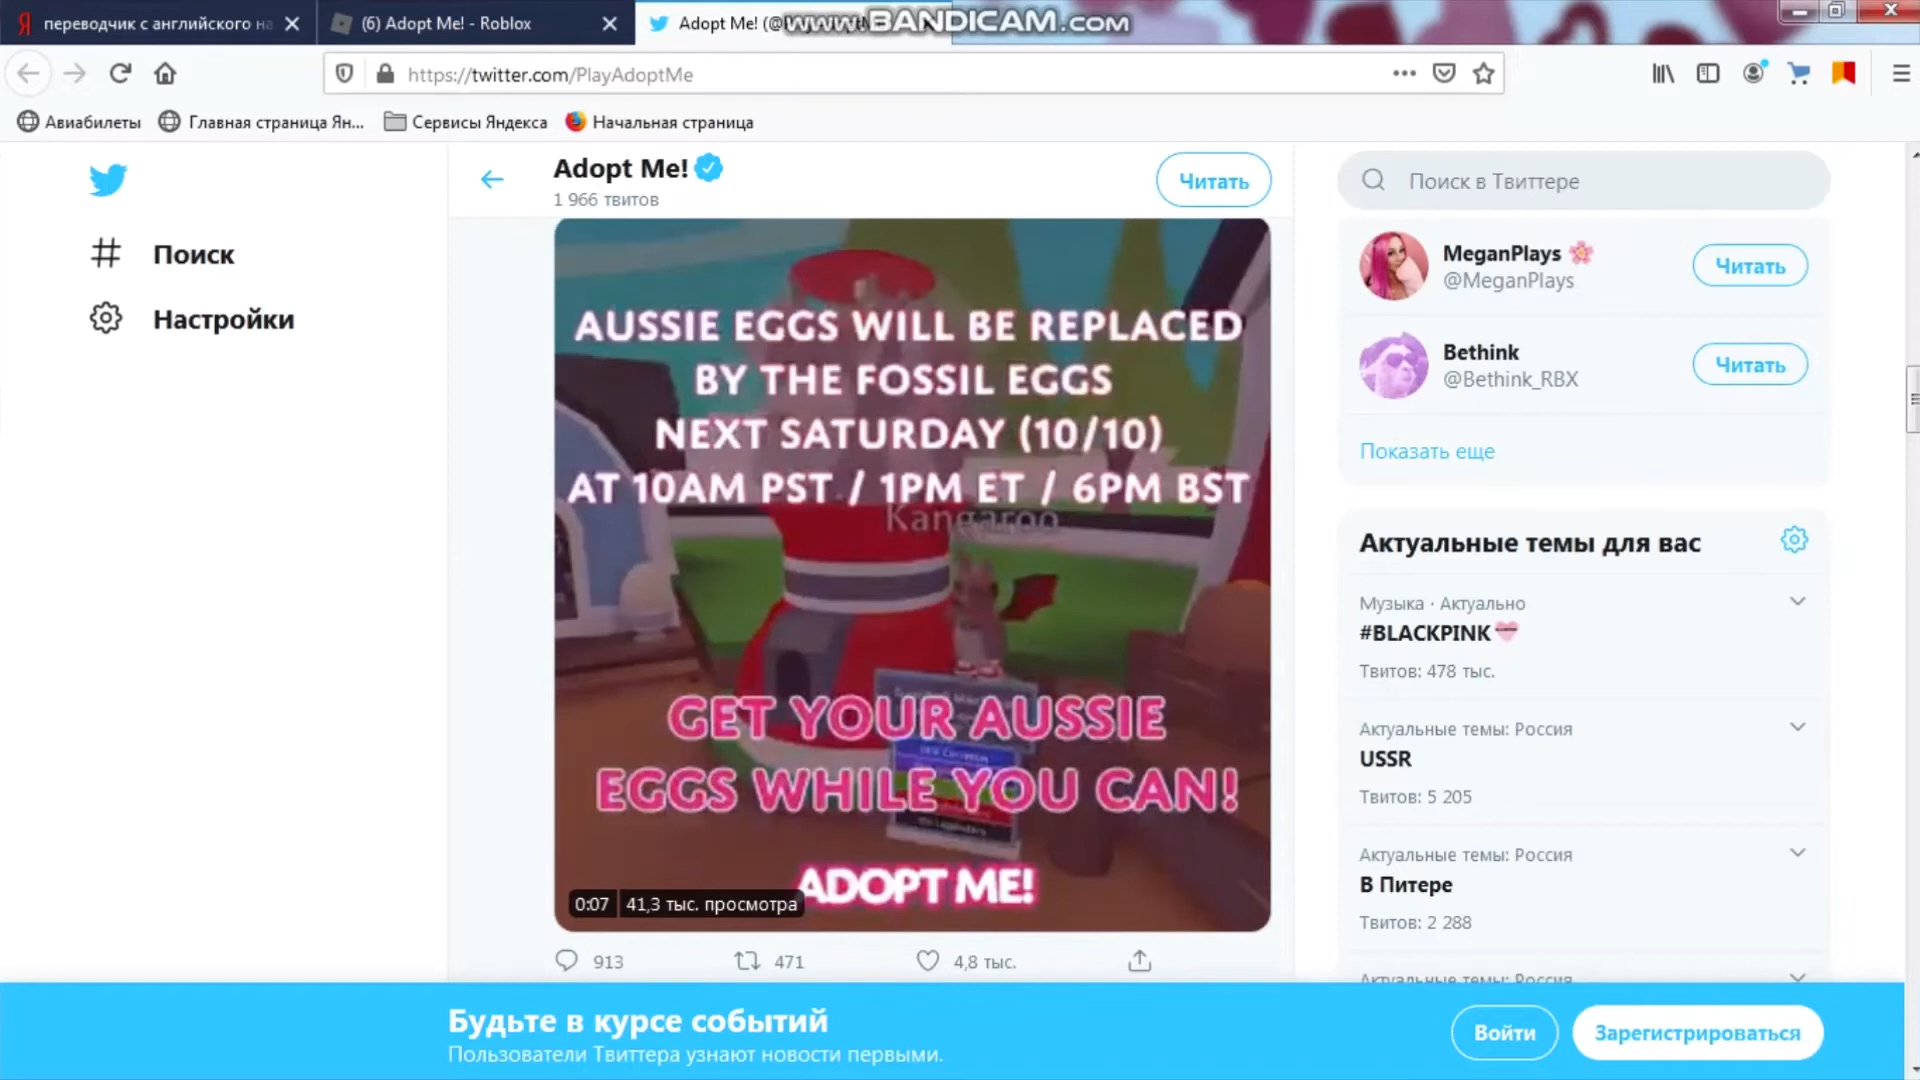 переводчик с английского на
(6) Adopt Me! - Roblox
Adopt Me! (@
www.BANDICAM.com
https://twitter.com/PlayAdoptMe
Авиабилеты
Главная страница Ян...
Сервисы Яндекса
Начальная страница
Adopt Me!
1 966 твитов
Читать
Поиск в Твиттере
Поиск
Настройки
AUSSIE EGGS WILL BE REPLACED
BY THE FOSSIL EGGS
NEXT SATURDAY (10/10)
AT 10AM PST / 1PM ET / 6PM BST
Kangaroo
GET YOUR AUSSIE
EGGS WHILE YOU CAN!
ADOPT ME!
0:07
41,3 тыс. просмотра
913
471
4,8 тыс.
MeganPlays
@MeganPlays
Читать
Bethink
@Bethink_RBX
Читать
Показать еще
Актуальные темы для вас
Музыка · Актуально
#BLACKPINK
Твитов: 478 тыс.
Актуальные темы: Россия
USSR
Твитов: 5 205
Актуальные темы: Россия
В Питере
Твитов: 2 288
Актуальные темы: Россия
Будьте в курсе событий
Пользователи Твиттера узнают новости первыми.
Войти
Зарегистрироваться